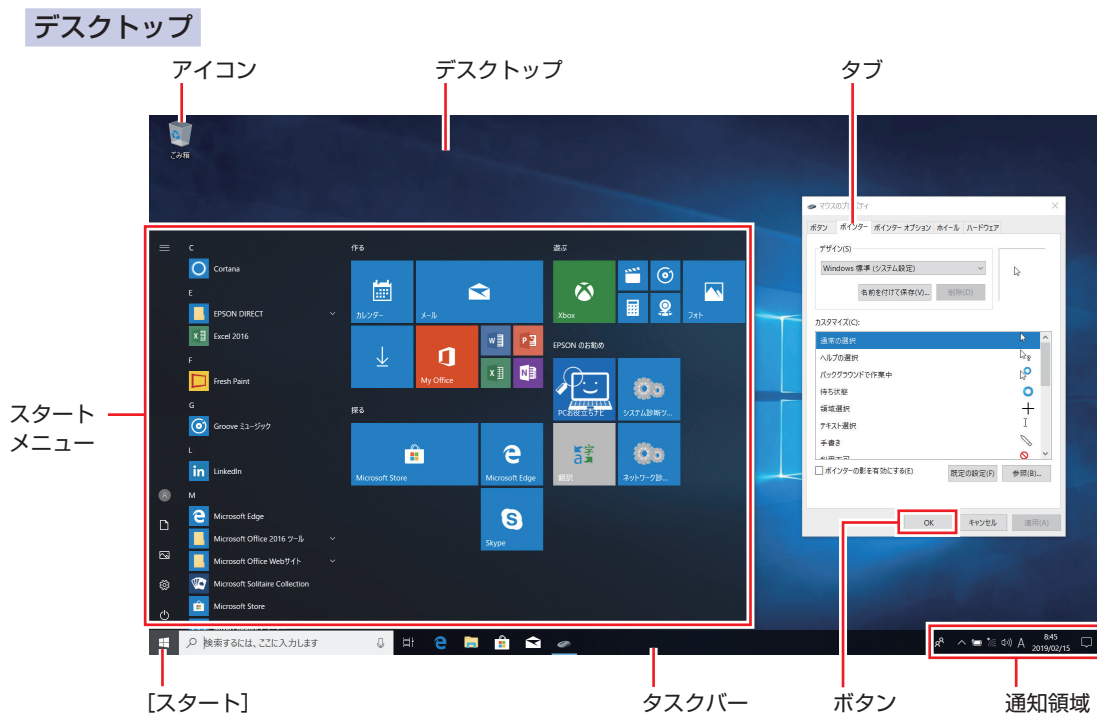 デスクトップ
アイコン
デスクトップ
タブ
ごみ箱
スタート
メニュー
C
Cortana
E
EPSON DIRECT
Excel 2016
F
Fresh Paint
G
Groove ミュージック
L
LinkedIn
M
Microsoft Edge
Microsoft Office 2016 ツール
Microsoft Office Webサイト
Microsoft Solitaire Collection
Microsoft Store
作る
カレンダー
メール
My Office
探る
Microsoft Store
Microsoft Edge
Skype
遊ぶ
Xbox
フォト
EPSON のお勧め
PCお役立ちナビ
システム診断ツ...
翻訳
ネットワーク診...
マウスのプロパティ
ボタン ポインター ポインター オプション ホイール ハードウェア
デザイン(S)
Windows 標準 (システム設定)
名前を付けて保存(V)... 削除(D)
カスタマイズ(C):
通常の選択
ヘルプの選択
バックグラウンドで作業中
待ち状態
領域選択
テキスト選択
手書き
利用不可
ポインターの影を有効にする(E)
既定の設定(F) 参照(B)...
OK キャンセル 適用(A)
検索するには、ここに入力します
A
8:45
2019/02/15
[スタート]
タスクバー
ボタン
通知領域